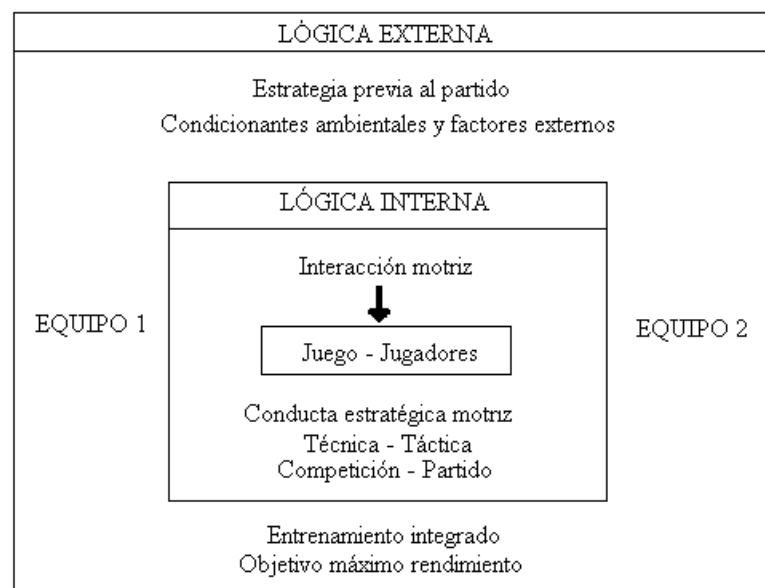 LÓGICA EXTERNA
Estrategia previa al partido
Condicionantes ambientales y factores externos
LÓGICA INTERNA
Interacción motriz
EQUIPO 1
EQUIPO 2
Juego - Jugadores
Conducta estratégica motriz
Técnica - Táctica
Competición - Partido
Entrenamiento integrado
Objetivo máximo rendimiento